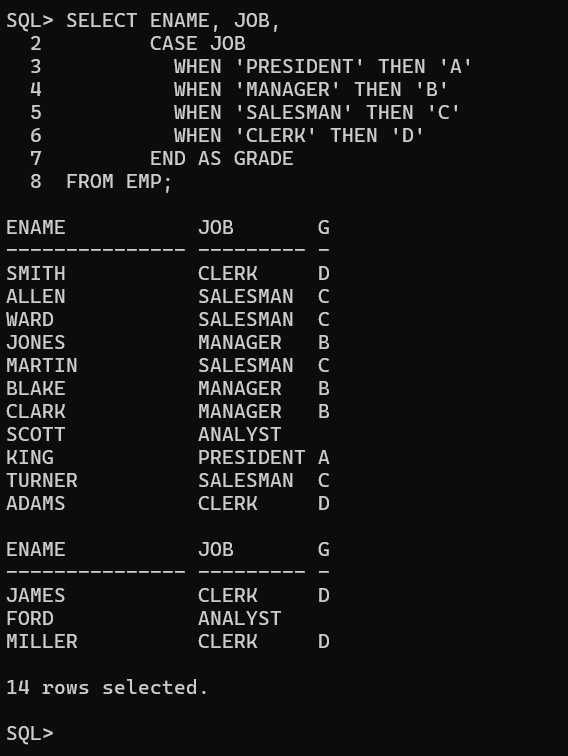 SQL> SELECT ENAME, JOB,
  2         CASE JOB
  3           WHEN 'PRESIDENT' THEN 'A'
  4           WHEN 'MANAGER' THEN 'B'
  5           WHEN 'SALESMAN' THEN 'C'
  6           WHEN 'CLERK' THEN 'D'
  7         END AS GRADE
  8  FROM EMP;

ENAME           JOB       G
--------------- --------- -
SMITH           CLERK     D
ALLEN           SALESMAN  C
WARD            SALESMAN  C
JONES           MANAGER   B
MARTIN          SALESMAN  C
BLAKE           MANAGER   B
CLARK           MANAGER   B
SCOTT           ANALYST
KING            PRESIDENT A
TURNER          SALESMAN  C
ADAMS           CLERK     D

ENAME           JOB       G
--------------- --------- -
JAMES           CLERK     D
FORD            ANALYST
MILLER          CLERK     D

14 rows selected.

SQL>